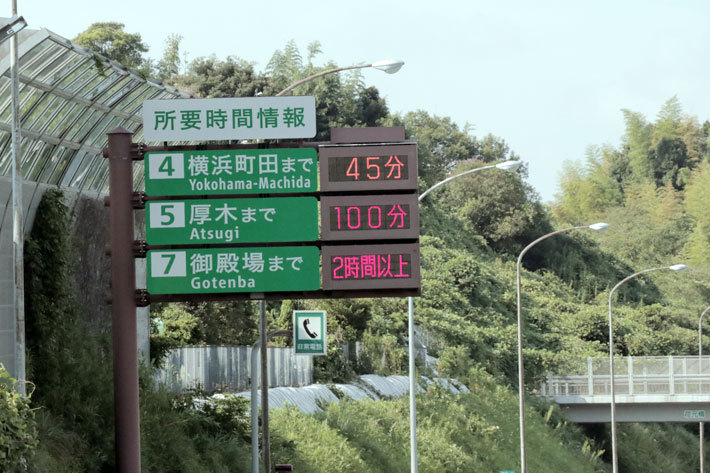 所要時間情報
4 横浜町田まで 45分
Yokohama-Machida
5 厚木まで 100分
Atsugi
7 御殿場まで 2時間以上
Gotenba
非常電話